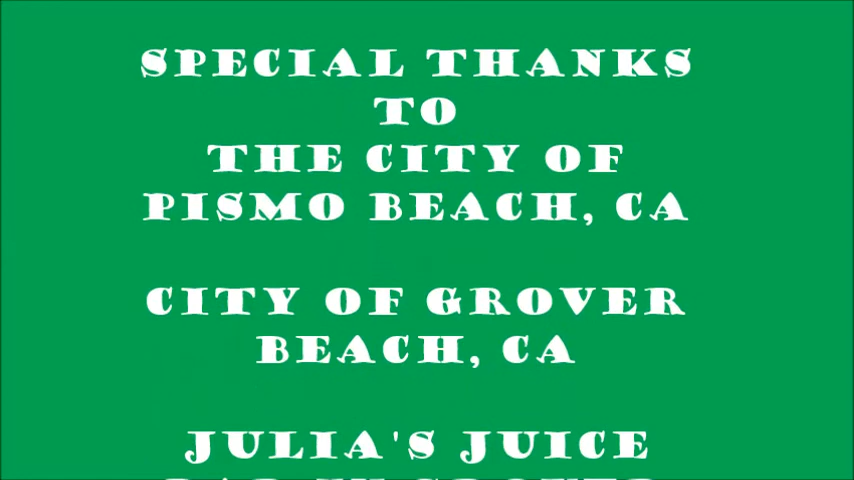 SPECIAL THANKS
TO
THE CITY OF
PISMO BEACH, CA
CITY OF GROVER
BEACH, CA
JULIA'S JUICE